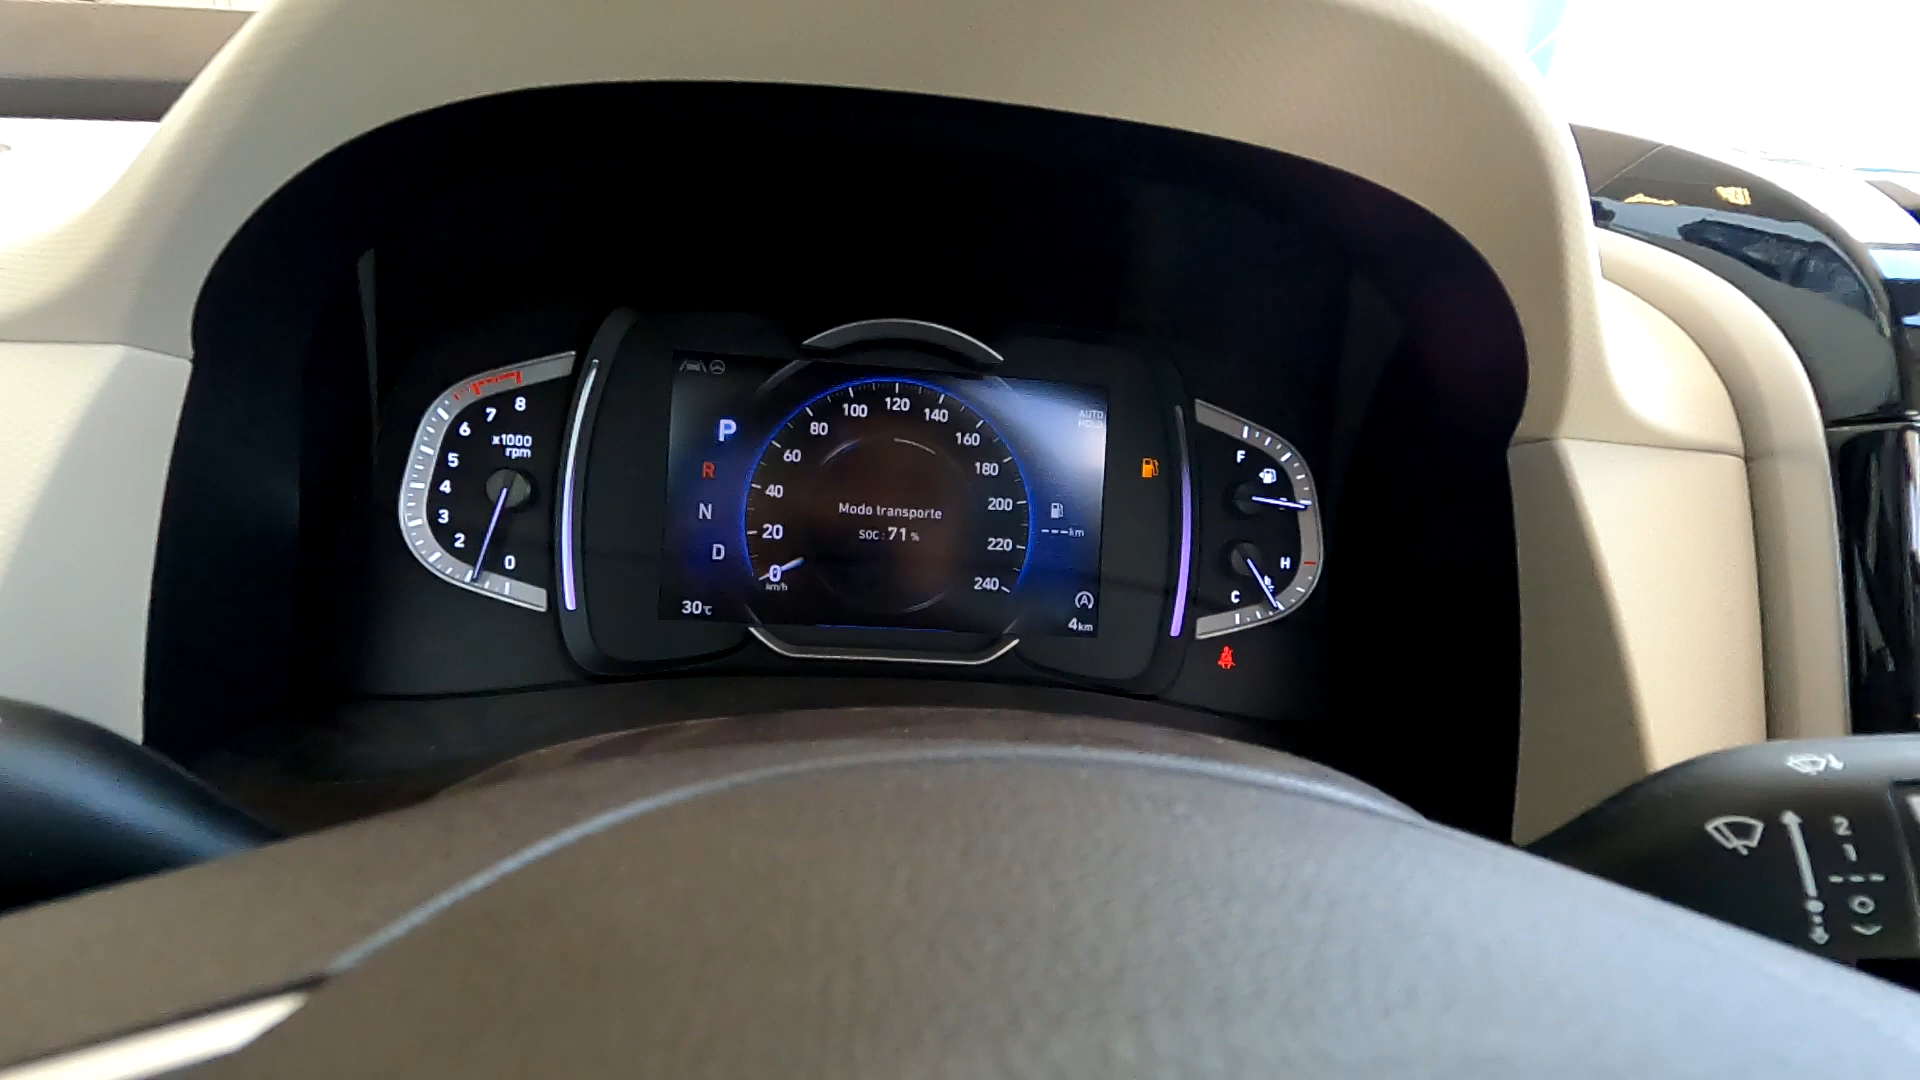 8
7
6
5
4
3
2
0
x1000
rpm
P
R
N
D
30℃
0
20
40
60
80
100
120
140
160
180
200
220
240
km/h
Modo transporte
SOC : 71 %
AUTO
HOLD
---km
A
4km
F
H
C
2
1
0